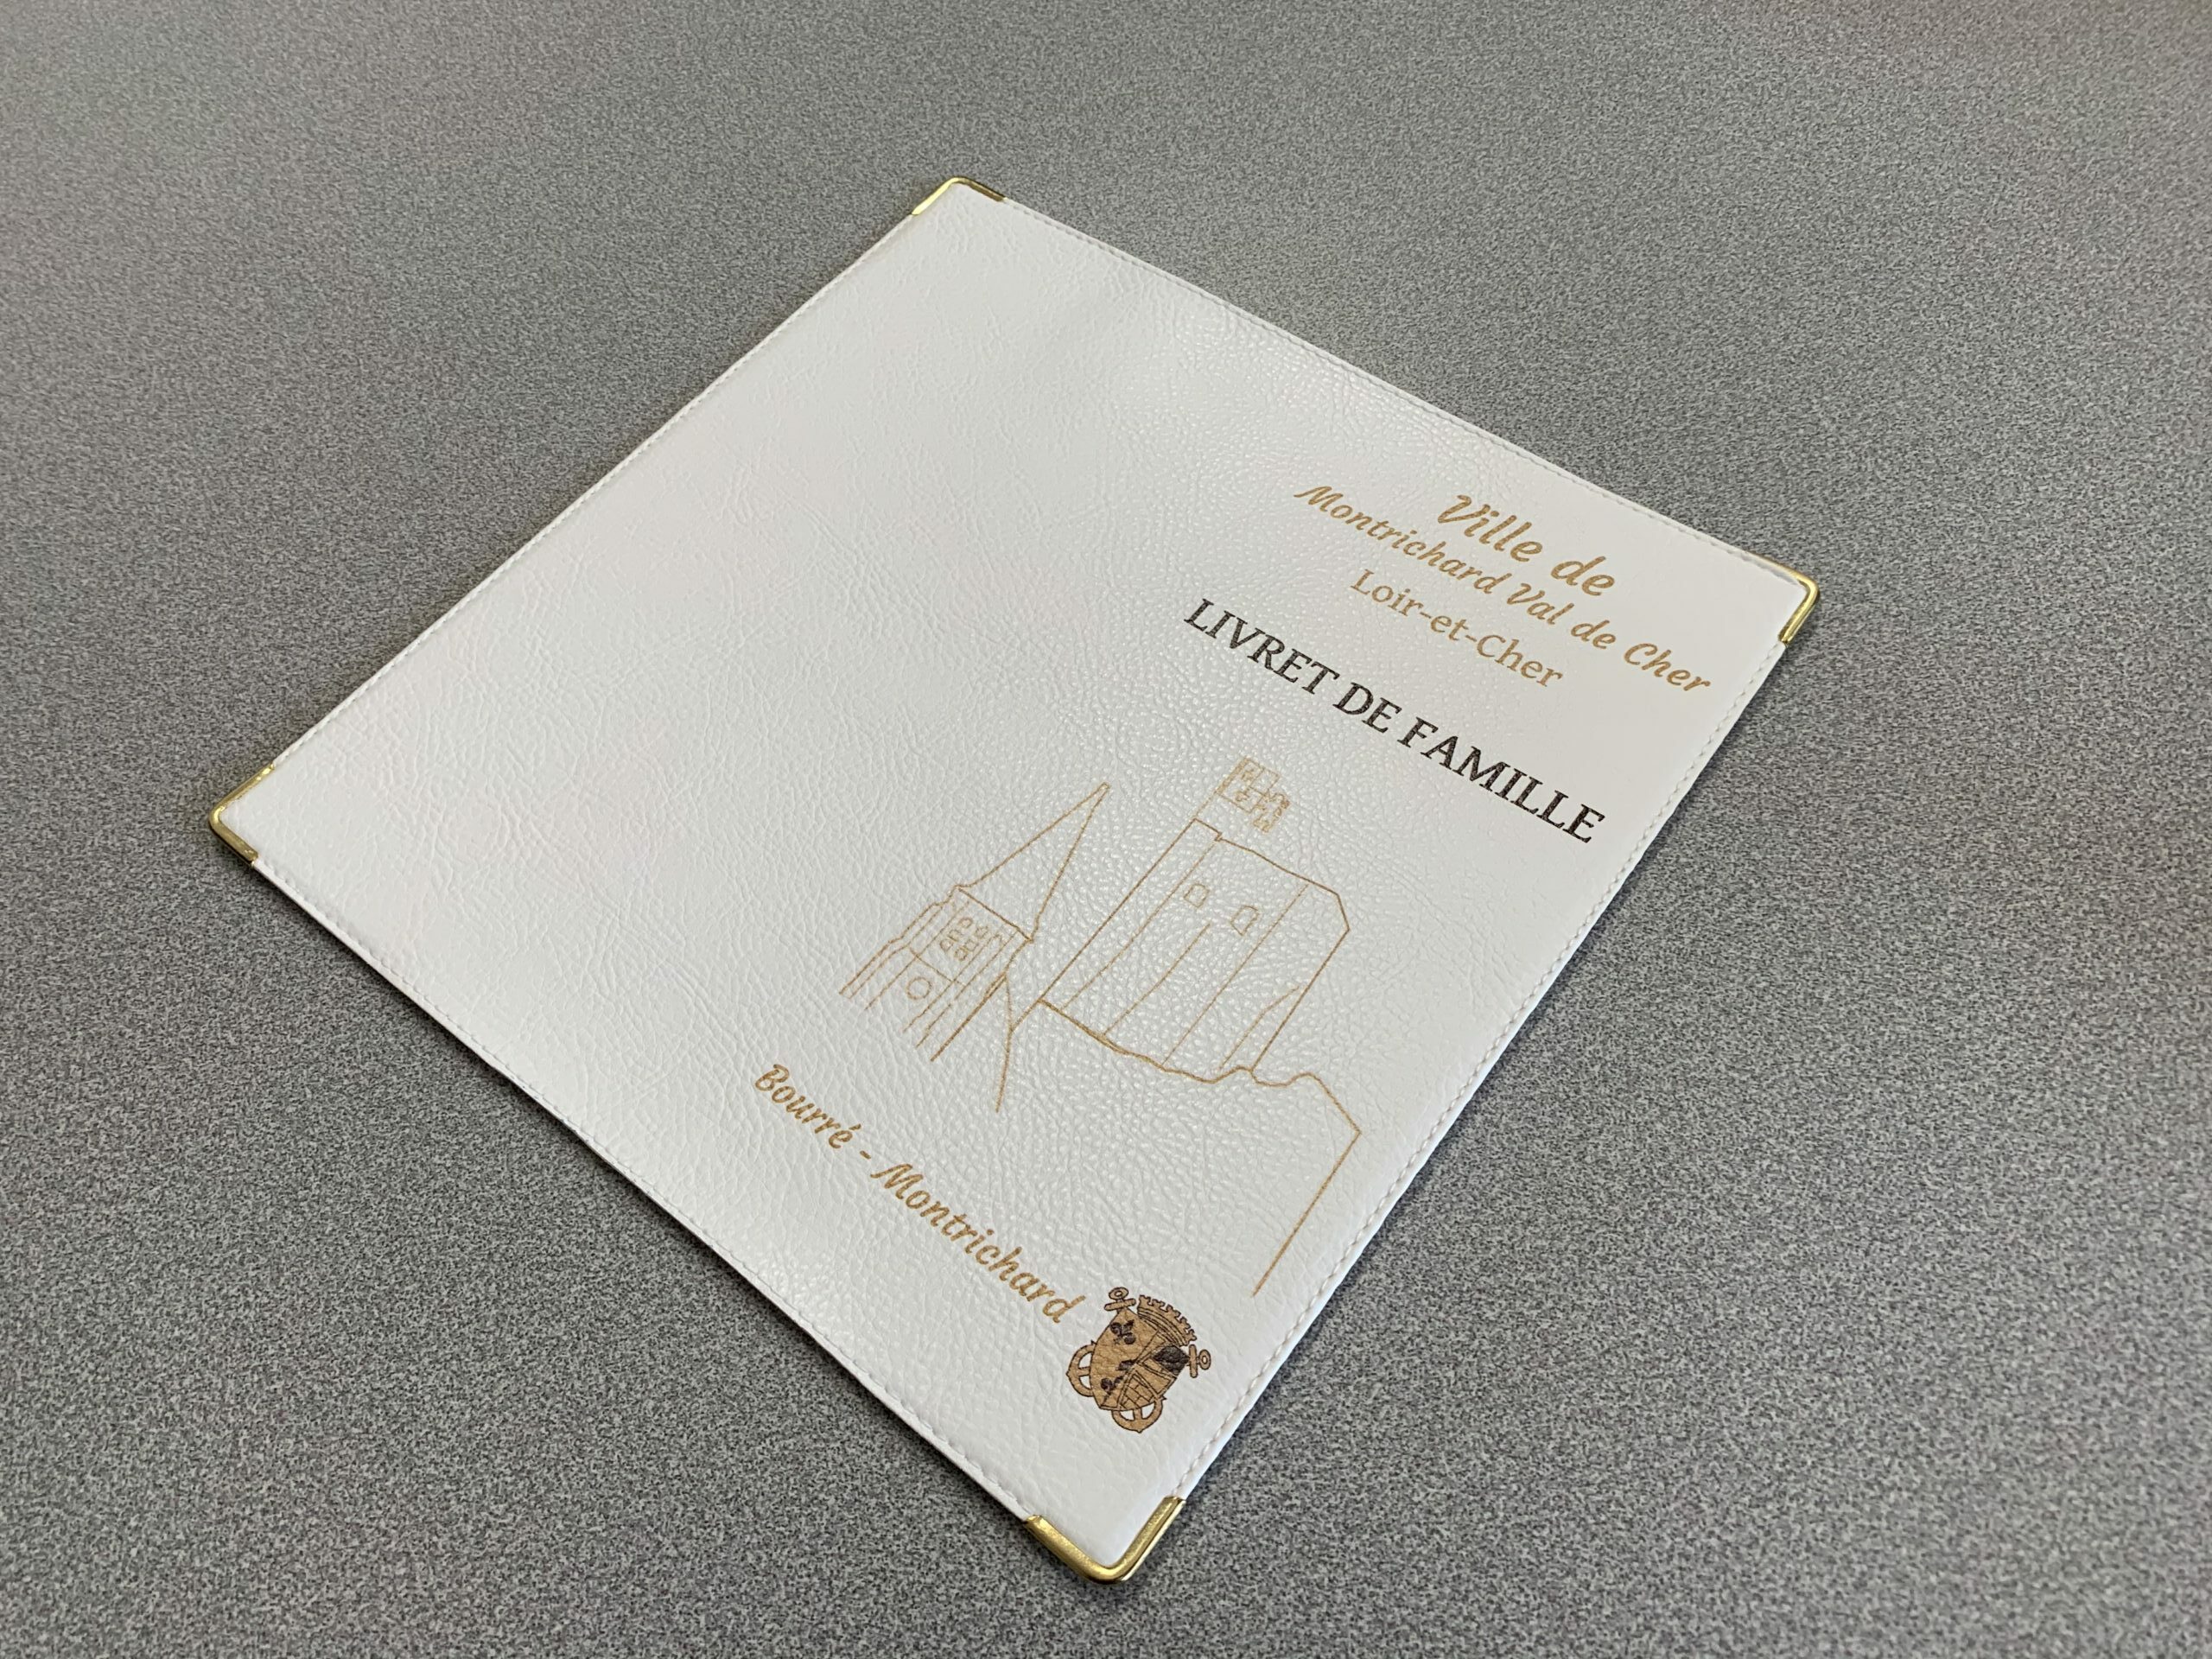 Ville de
Montrichard Val de Cher
Loir-et-Cher
LIVRET DE FAMILLE
Bourré - Montrichard